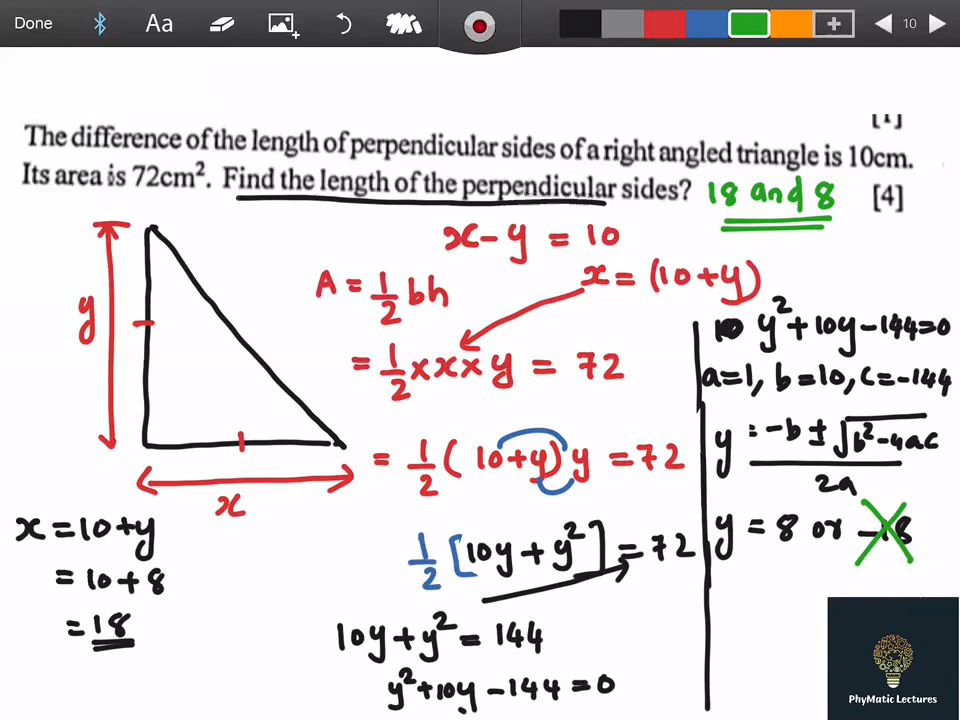 Done Aa 10
[1]
The difference of the length of perpendicular sides of a right angled triangle is 10cm.
Its area is 72cm². Find the length of the perpendicular sides? 18 and 8 [4]
x - y = 10
A = 1/2 bh
x = (10+y)
= 1/2 × x × y = 72
= 1/2 (10+y) y = 72
1/2 [10y + y²] = 72
10y + y² = 144
y² + 10y - 144 = 0
y
x
x = 10+y
= 10 + 8
= 18
y² + 10y - 144 = 0
a=1, b=10, c=-144
y = -b ± √b² - 4ac / 2a
y = 8 or -18
PhyMatic Lectures